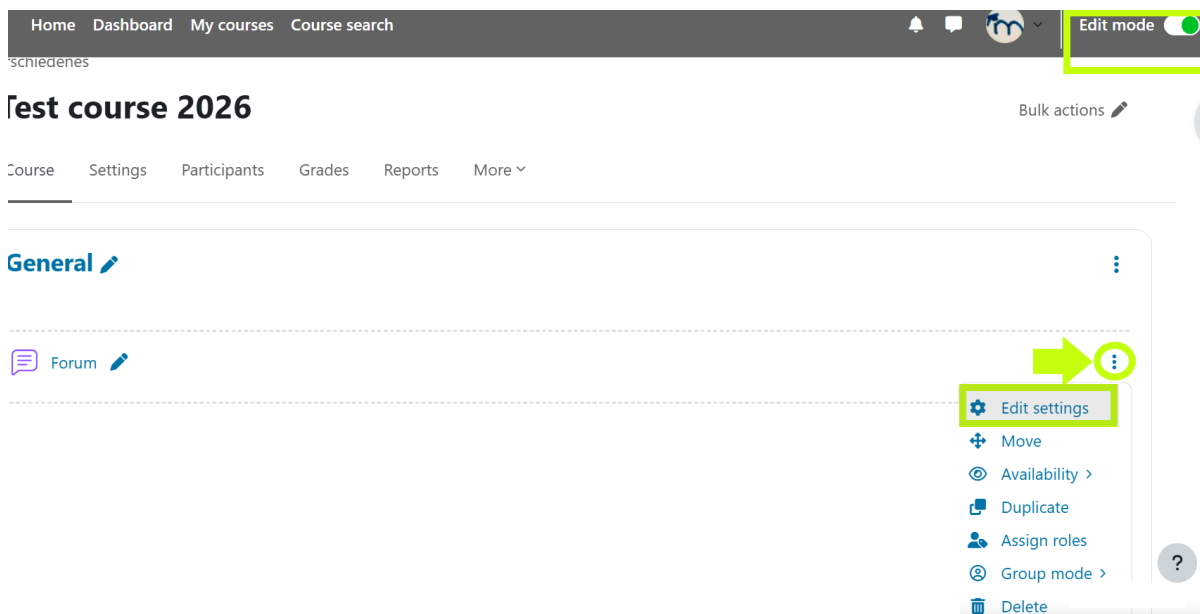 Home Dashboard My courses Course search Edit mode
rschiedenes
Test course 2026
Bulk actions
Course Settings Participants Grades Reports More
General
Forum
Edit settings
Move
Availability
Duplicate
Assign roles
Group mode
?
Delete